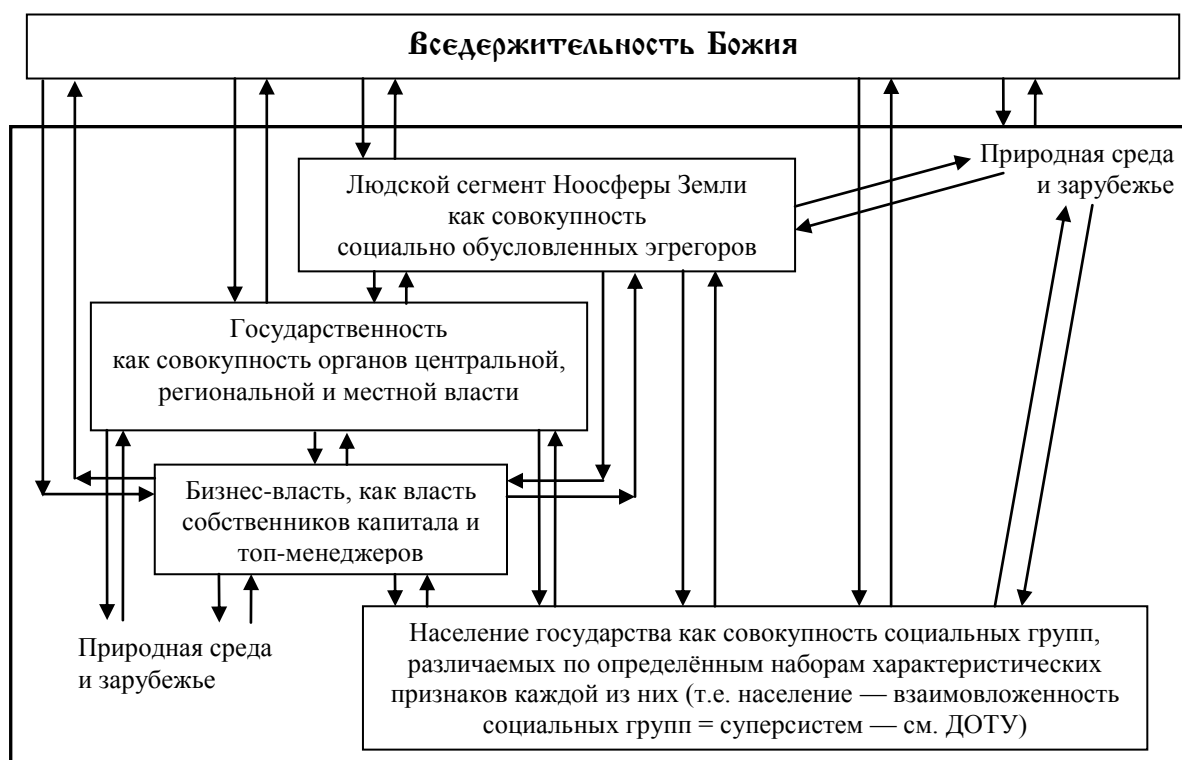 Вседержительность Божия
Природная среда
и зарубежье
Людской сегмент Ноосферы Земли
как совокупность
социально обусловленных эгрегоров
Государственность
как совокупность органов центральной,
региональной и местной власти
Бизнес-власть, как власть
собственников капитала и
топ-менеджеров
Природная среда
и зарубежье
Население государства как совокупность социальных групп,
различаемых по определённым наборам характеристических
признаков каждой из них (т.е. население — взаимовложенность
социальных групп = суперсистем — см. ДОТУ)